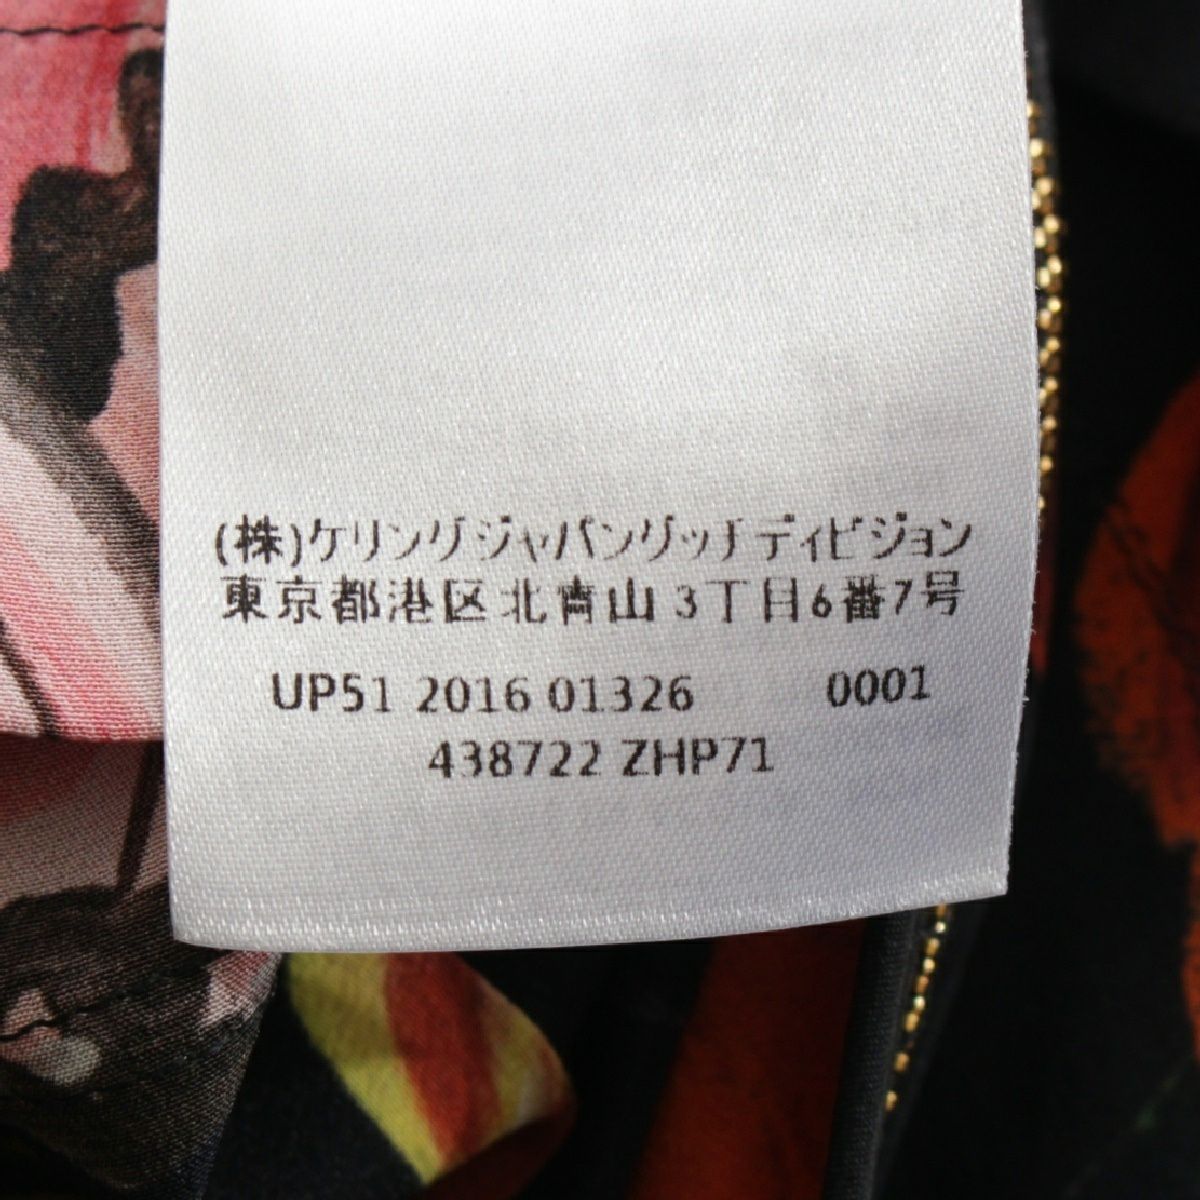 (株)ケリングジャパングッチディビジョン
東京都港区北青山3丁目6番7号
UP51 2016 01326 0001
438722 ZHP71